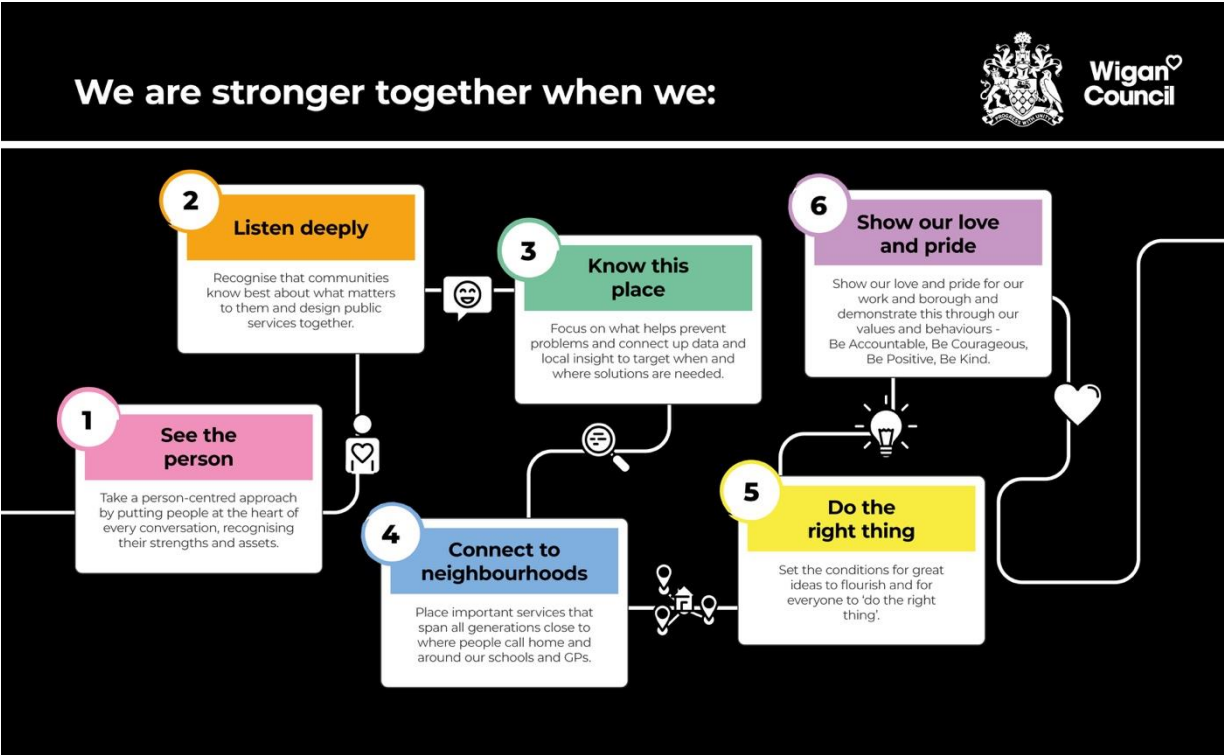 We are stronger together when we:
PROGRESS WITH UNITY
Wigan
Council
1
See the
person
Take a person-centred approach
by putting people at the heart of
every conversation, recognising
their strengths and assets.
2
Listen deeply
Recognise that communities
know best about what matters
to them and design public
services together.
3
Know this
place
Focus on what helps prevent
problems and connect up data and
local insight to target when and
where solutions are needed.
4
Connect to
neighbourhoods
Place important services that
span all generations close to
where people call home and
around our schools and GPs.
5
Do the
right thing
Set the conditions for great
ideas to flourish and for
everyone to ‘do the right
thing’.
6
Show our love
and pride
Show our love and pride for our
work and borough and
demonstrate this through our
values and behaviours -
Be Accountable, Be Courageous,
Be Positive, Be Kind.